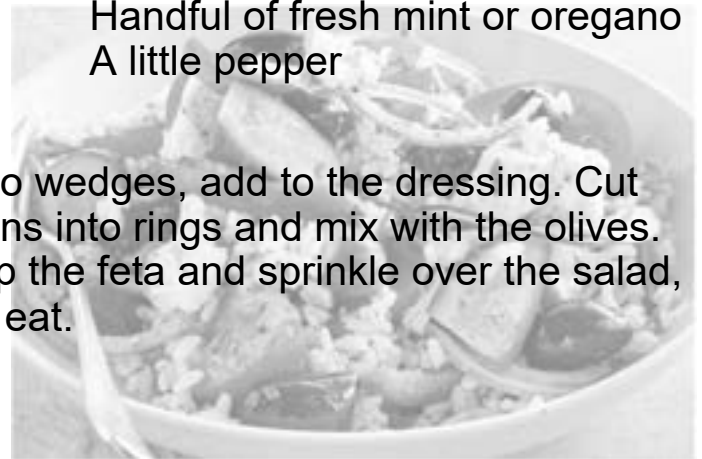 Handful of fresh mint or oregano
A little pepper
o wedges, add to the dressing. Cut
ns into rings and mix with the olives.
p the feta and sprinkle over the salad,
eat.